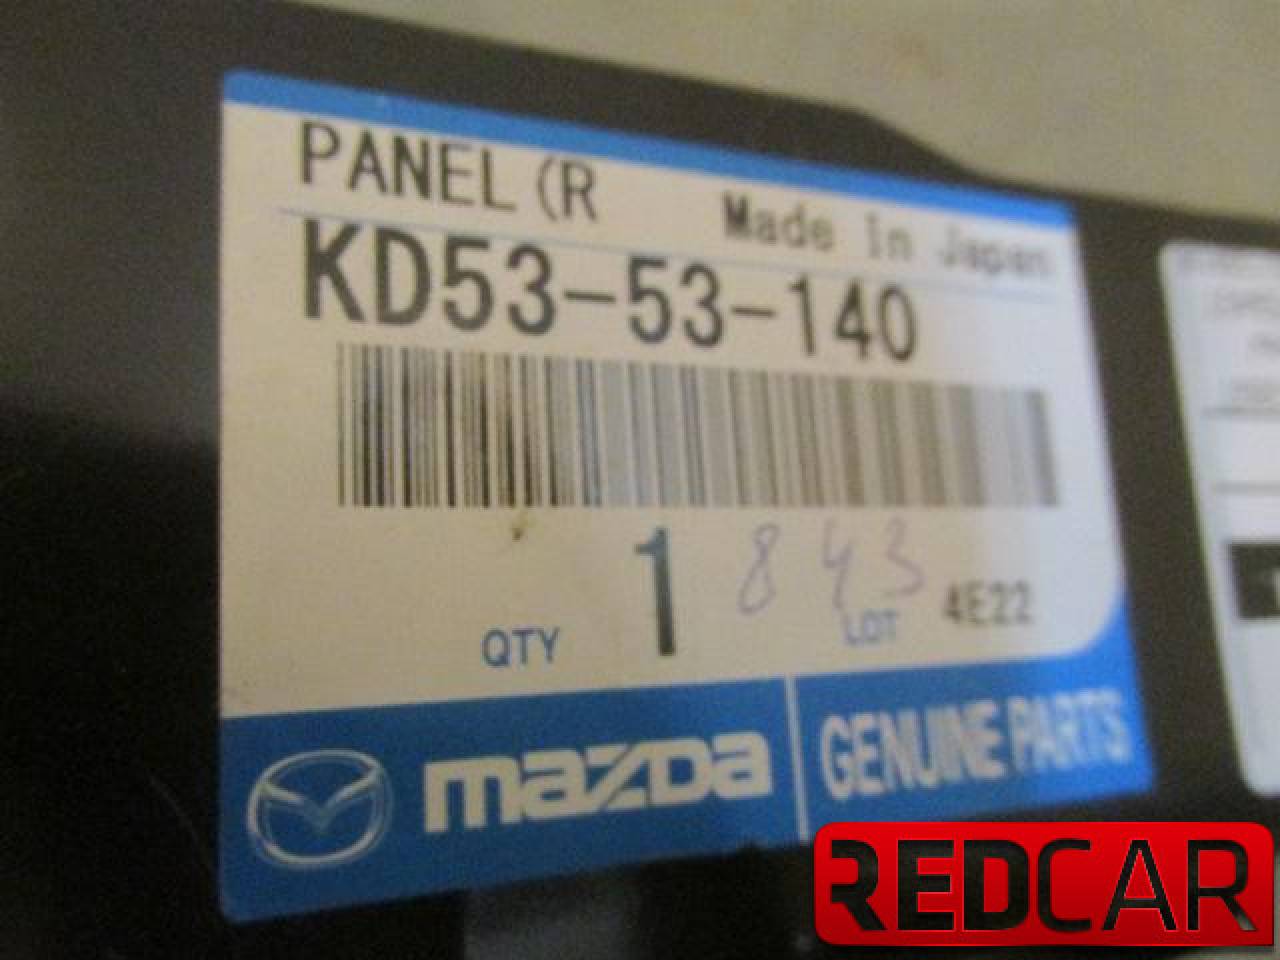 PANEL (R
Made In Japan
KD53-53-140
1
843
QTY
LOT
4E22
mazda
GENUINE PARTS
REDCAR